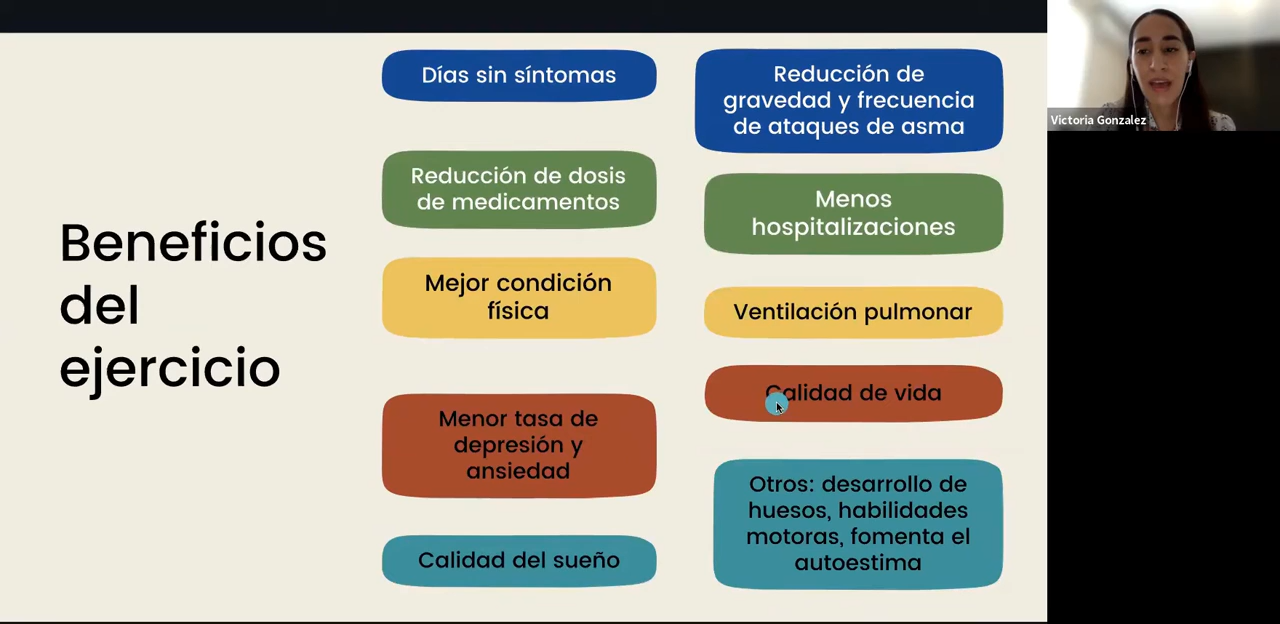 Beneficios
del
ejercicio
Días sin síntomas
Reducción de dosis
de medicamentos
Mejor condición
física
Menor tasa de
depresión y
ansiedad
Calidad del sueño
Reducción de
gravedad y frecuencia
de ataques de asma
Menos
hospitalizaciones
Ventilación pulmonar
Calidad de vida
Otros: desarrollo de
huesos, habilidades
motoras, fomenta el
autoestima
Victoria Gonzalez